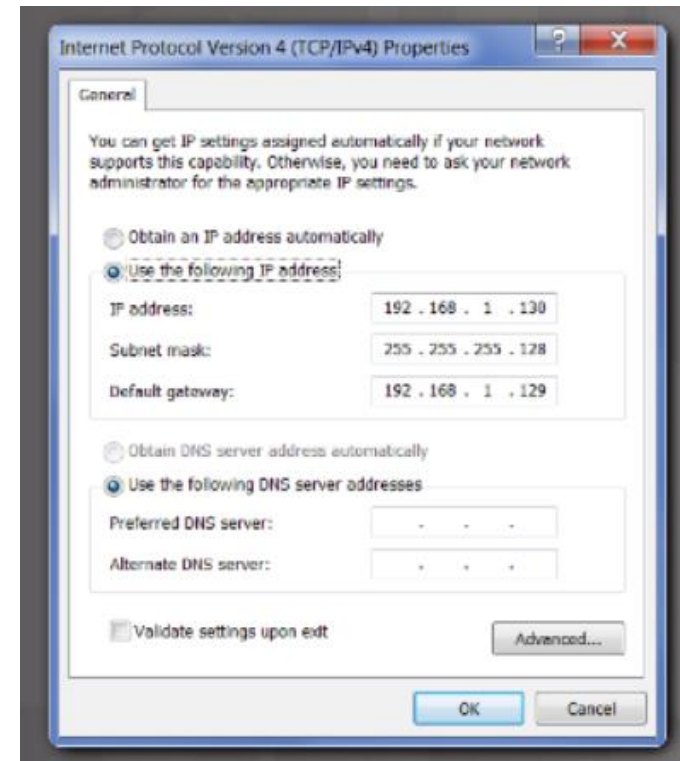 Internet Protocol Version 4 (TCP/IPv4) Properties
General
You can get IP settings assigned automatically if your network
supports this capability. Otherwise, you need to ask your network
administrator for the appropriate IP settings.
Obtain an IP address automatically
Use the following IP address:
IP address: 192 . 168 . 1 . 130
Subnet mask: 255 . 255 . 255 . 128
Default gateway: 192 . 168 . 1 . 129
Obtain DNS server address automatically
Use the following DNS server addresses
Preferred DNS server: . . .
Alternate DNS server: . . .
Validate settings upon exit
Advanced...
OK Cancel